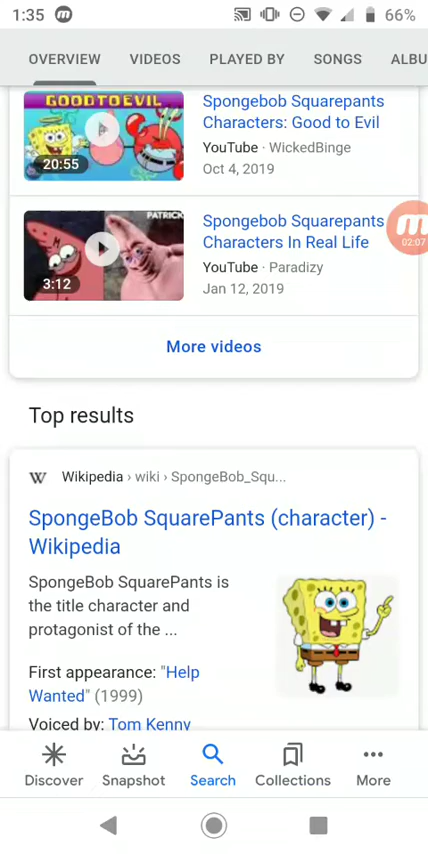 1:35
66%
OVERVIEW VIDEOS PLAYED BY SONGS ALBU
GOOD TO EVIL
20:55
Spongebob Squarepants
Characters: Good to Evil
YouTube · WickedBinge
Oct 4, 2019
PATRICK
3:12
Spongebob Squarepants
Characters In Real Life
YouTube · Paradizy
Jan 12, 2019
02:07
More videos
Top results
W Wikipedia › wiki › SpongeBob_Squ...
SpongeBob SquarePants (character) -
Wikipedia
SpongeBob SquarePants is
the title character and
protagonist of the ...
First appearance: "Help
Wanted" (1999)
Voiced by: Tom Kenny
Discover Snapshot Search Collections More